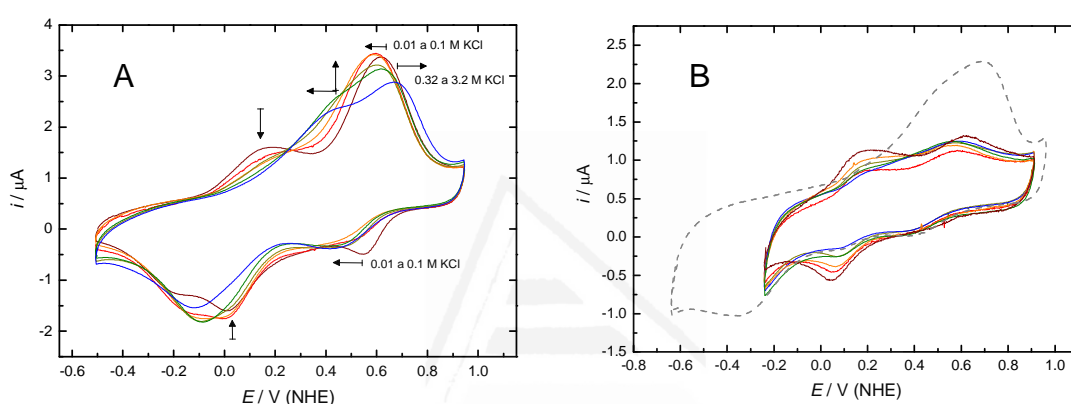 A
0.01 a 0.1 M KCl
0.32 a 3.2 M KCl
0.01 a 0.1 M KCl
4
3
2
1
0
-1
-2
i / μA
-0.6 -0.4 -0.2 0.0 0.2 0.4 0.6 0.8 1.0
E / V (NHE)
B
2.5
2.0
1.5
1.0
0.5
0.0
-0.5
-1.0
-1.5
i / μA
-0.8 -0.6 -0.4 -0.2 0.0 0.2 0.4 0.6 0.8 1.0
E / V (NHE)